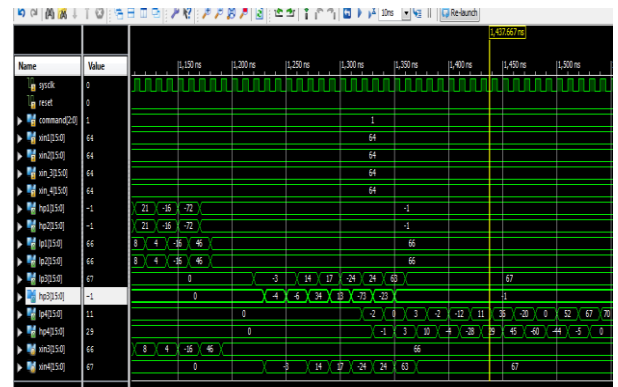 10ms Re-launch
1,437.667 ns
Name Value 1,150 ns 1,200 ns 1,250 ns 1,300 ns 1,350 ns 1,400 ns 1,450 ns 1,500 ns
sysclk 0
reset 0
command[2:0] 1 1
xin1[15:0] 64 64
xin2[15:0] 64 64
xin_3[15:0] 64 64
xin_4[15:0] 64 64
hp1[15:0] -1 21 -16 -72 -1
hp2[15:0] -1 21 -16 -72 -1
lp1[15:0] 66 8 4 -16 46 66
lp2[15:0] 66 8 4 -16 46 66
lp3[15:0] 67 0 -3 14 17 -24 24 63 67
hp3[15:0] -1 0 -4 -6 34 13 -73 -23 -1
lp4[15:0] 11 0 -2 0 3 -2 -12 11 35 -20 0 52 67 70
hp4[15:0] 29 0 -1 3 10 -4 -28 29 45 -60 -44 -5 0
xin3[15:0] 66 8 4 -16 46 66
xin4[15:0] 67 0 -3 14 17 -24 24 63 67